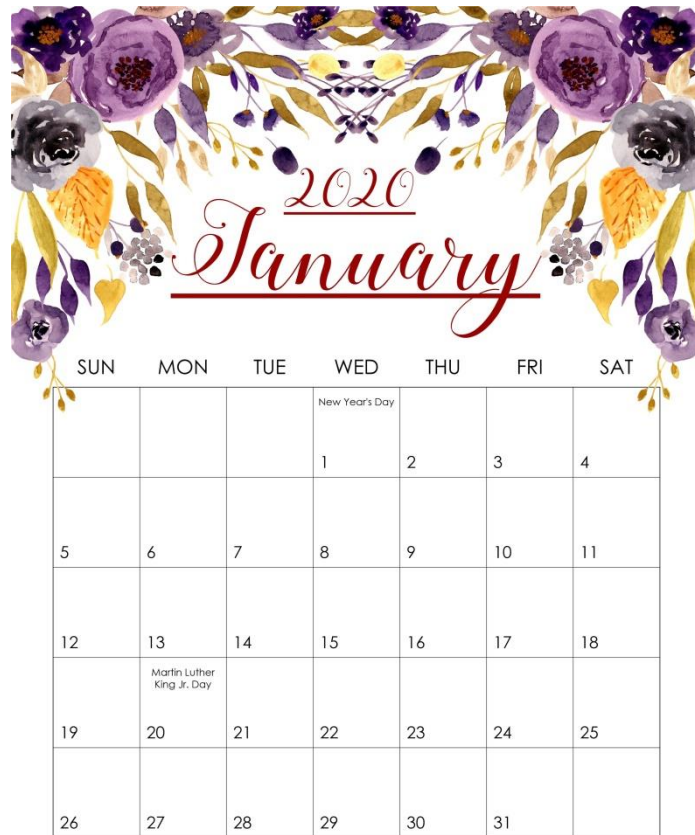 2020
January
SUN MON TUE WED THU FRI SAT
New Year's Day
1 2 3 4
5 6 7 8 9 10 11
12 13 14 15 16 17 18
Martin Luther
King Jr. Day
19 20 21 22 23 24 25
26 27 28 29 30 31